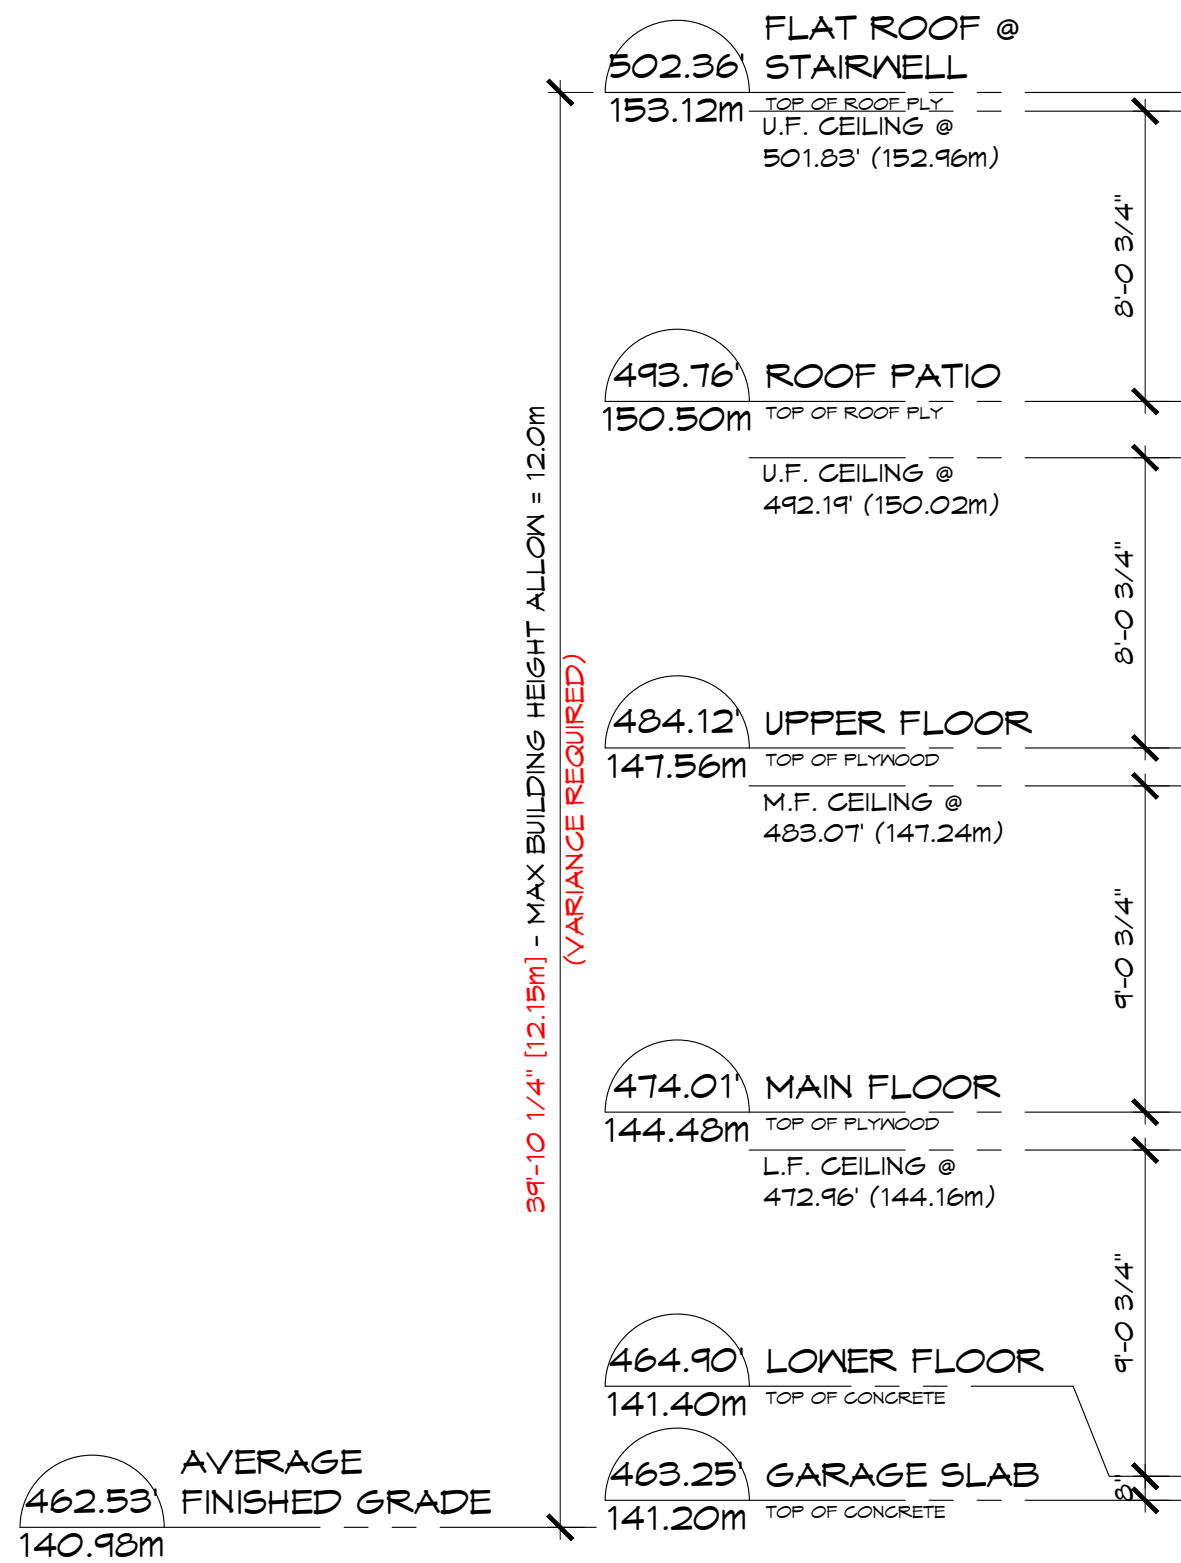 FLAT ROOF @
STAIRWELL
502.36'
153.12m
TOP OF ROOF PLY
U.F. CEILING @
501.83' (152.96m)
8'-0 3/4"
493.76'
ROOF PATIO
150.50m
TOP OF ROOF PLY
U.F. CEILING @
492.19' (150.02m)
8'-0 3/4"
39'-10 1/4" [12.15m] - MAX BUILDING HEIGHT ALLOW = 12.0m
(VARIANCE REQUIRED)
484.12'
UPPER FLOOR
147.56m
TOP OF PLYWOOD
M.F. CEILING @
483.07' (147.24m)
9'-0 3/4"
474.01'
MAIN FLOOR
144.48m
TOP OF PLYWOOD
L.F. CEILING @
472.96' (144.16m)
9'-0 3/4"
464.90'
LOWER FLOOR
141.40m
TOP OF CONCRETE
8"
463.25'
GARAGE SLAB
141.20m
TOP OF CONCRETE
AVERAGE
FINISHED GRADE
462.53'
140.98m